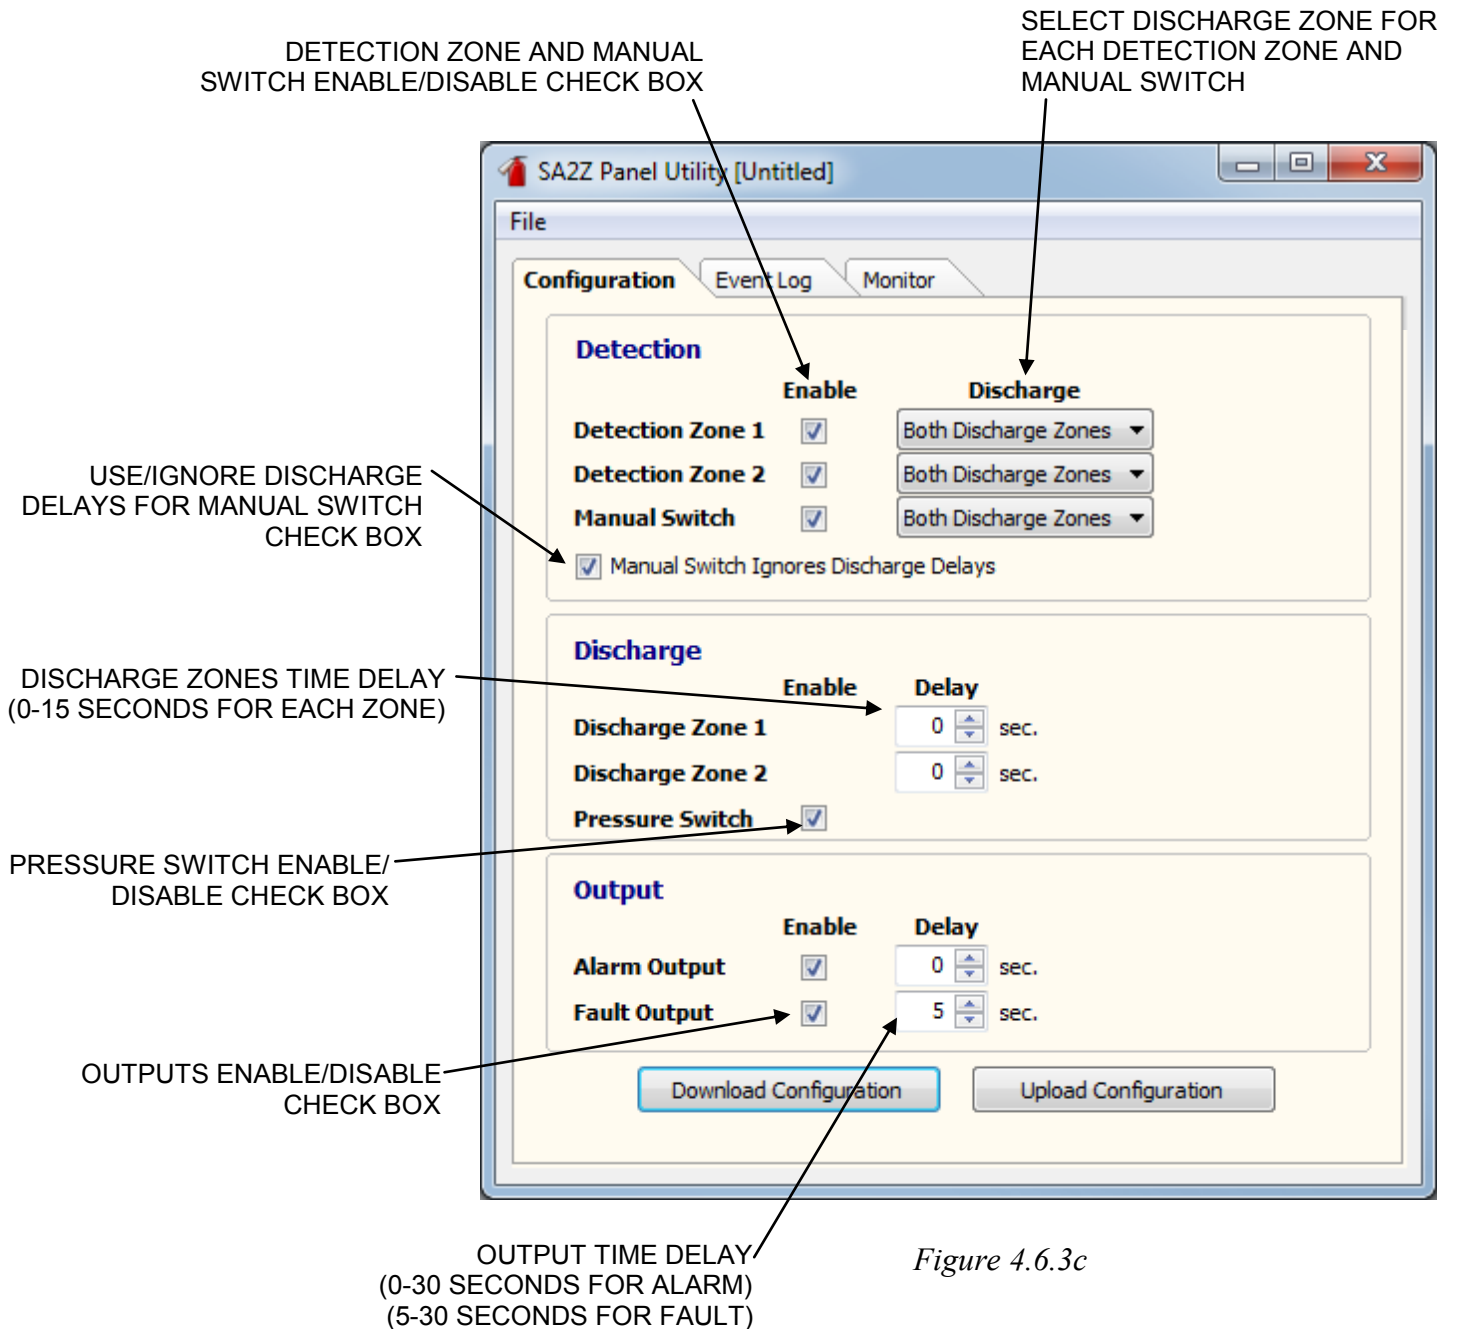 SELECT DISCHARGE ZONE FOR
EACH DETECTION ZONE AND
MANUAL SWITCH
DETECTION ZONE AND MANUAL
SWITCH ENABLE/DISABLE CHECK BOX
SA2Z Panel Utility [Untitled]
File
Configuration
Event Log
Monitor
Detection
Enable
Discharge
Detection Zone 1
Both Discharge Zones
Detection Zone 2
Both Discharge Zones
Manual Switch
Both Discharge Zones
Manual Switch Ignores Discharge Delays
USE/IGNORE DISCHARGE
DELAYS FOR MANUAL SWITCH
CHECK BOX
Discharge
Enable
Delay
Discharge Zone 1
0
sec.
Discharge Zone 2
0
sec.
Pressure Switch
DISCHARGE ZONES TIME DELAY
(0-15 SECONDS FOR EACH ZONE)
PRESSURE SWITCH ENABLE/
DISABLE CHECK BOX
Output
Enable
Delay
Alarm Output
0
sec.
Fault Output
5
sec.
OUTPUTS ENABLE/DISABLE
CHECK BOX
Download Configuration
Upload Configuration
OUTPUT TIME DELAY
(0-30 SECONDS FOR ALARM)
(5-30 SECONDS FOR FAULT)
Figure 4.6.3c